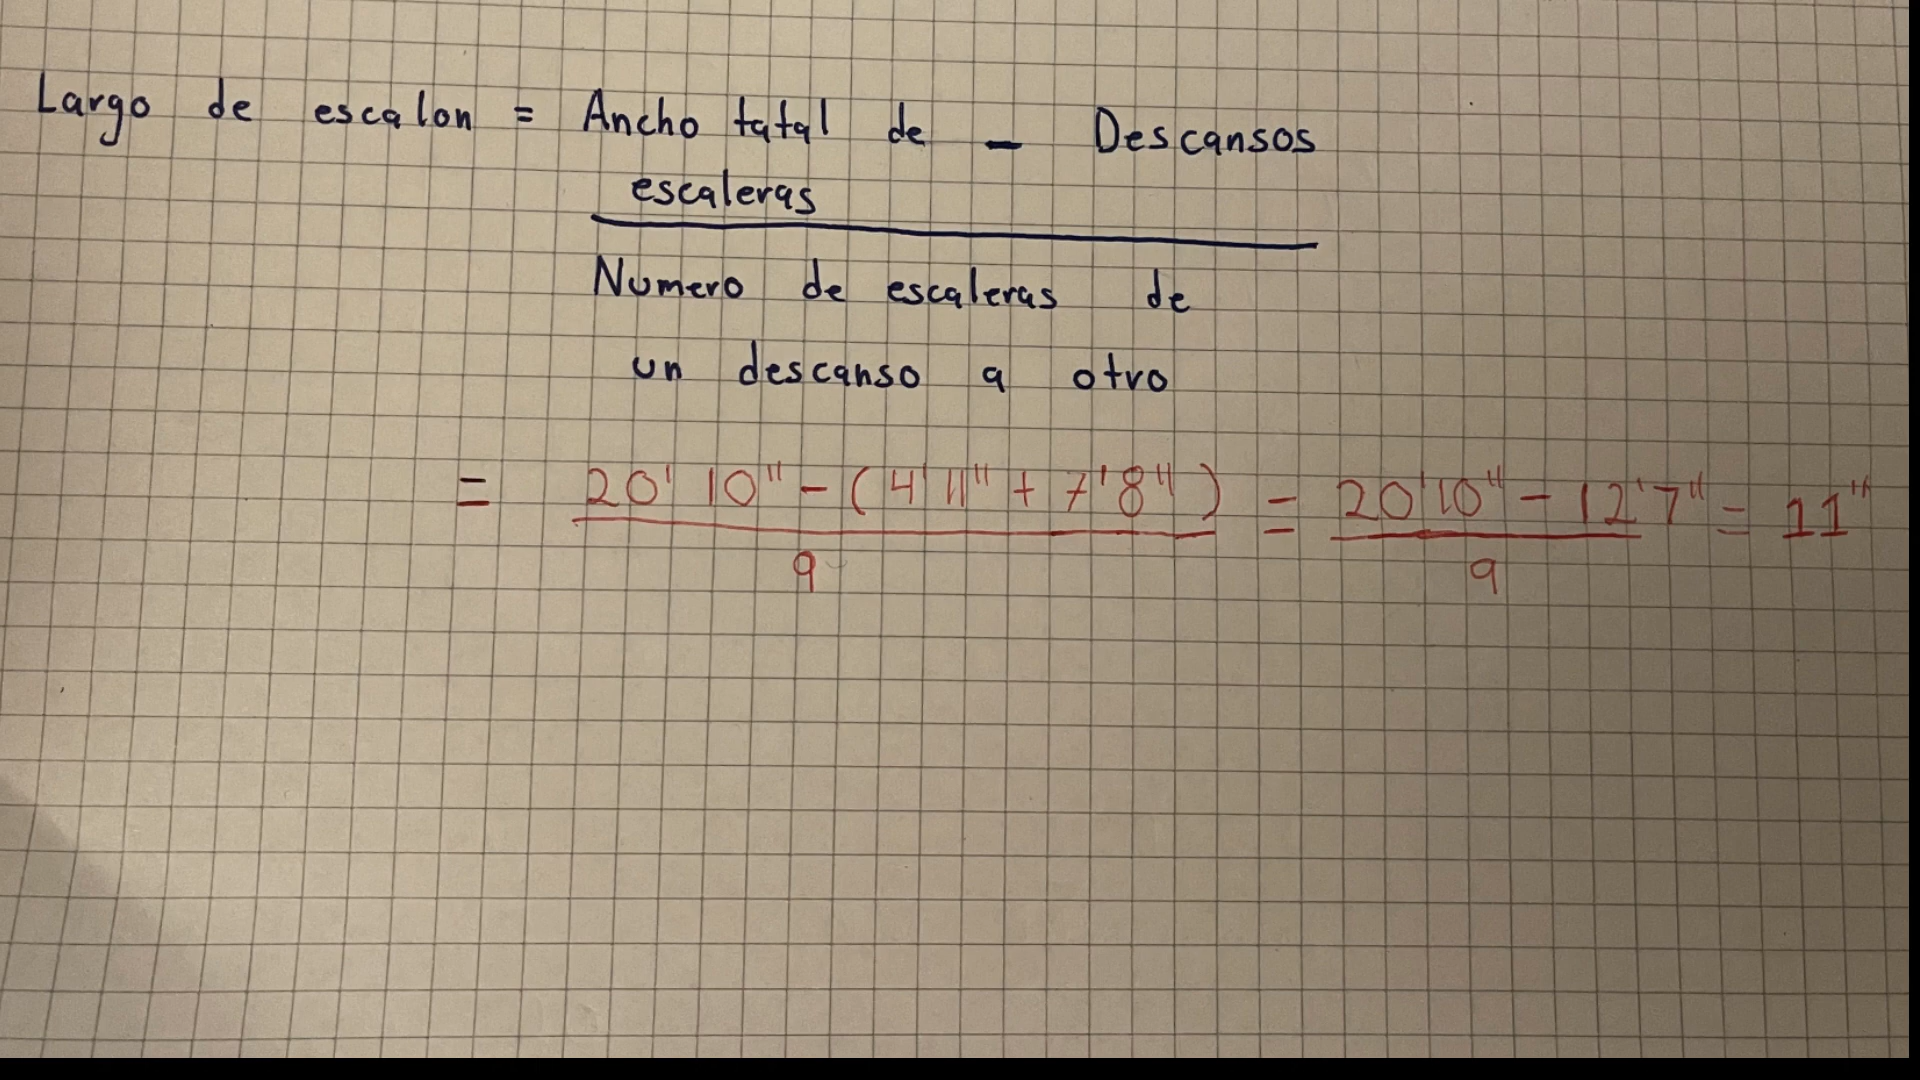 Largo de escalon = Ancho tatal de - Descansos
escaleras
Numero de escaleras de
un descanso a otro
= 20' 10" - (4' 11" + 7' 8") = 20' 10" - 12' 7" = 11"
9 9